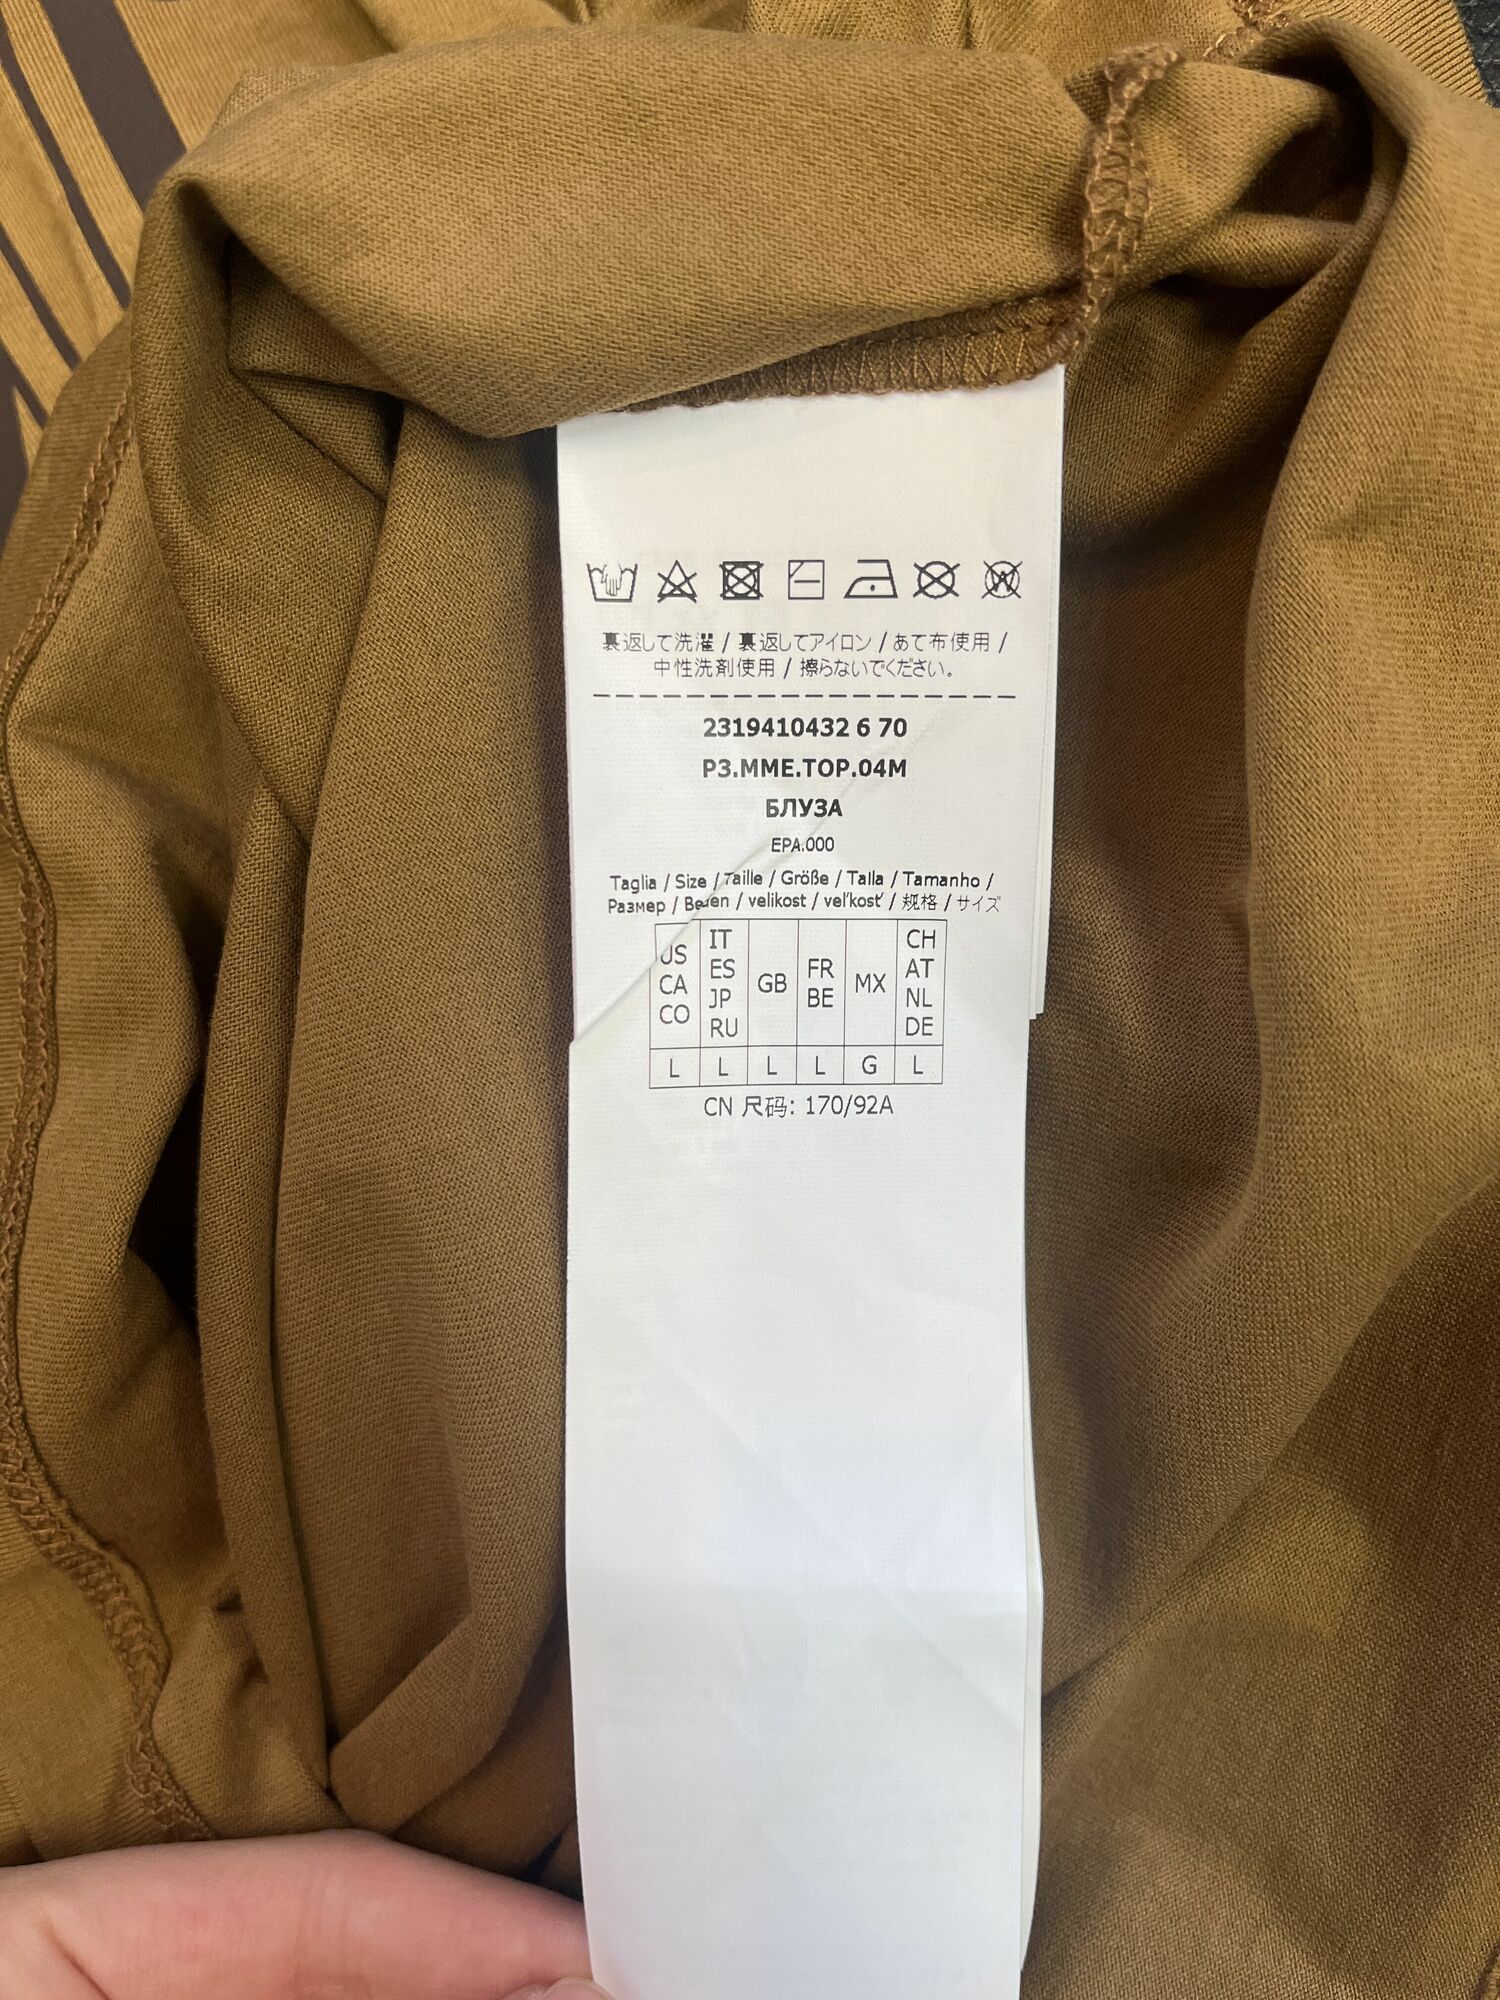 裏返して洗濯 / 裏返してアイロン / あて布使用 /
中性洗剤使用 / 擦らないでください。
2319410432 6 70
P3.MME.TOP.04M
БЛУЗА
EPA.000
Taglia / Size / Taille / Größe / Talla / Tamanho /
Размер / Beden / velikost / veľkosť / 规格 / サイズ
US IT GB FR MX CH
CA ES BE AT
CO JP NL
RU DE
L L L L G L
CN 尺码: 170/92A